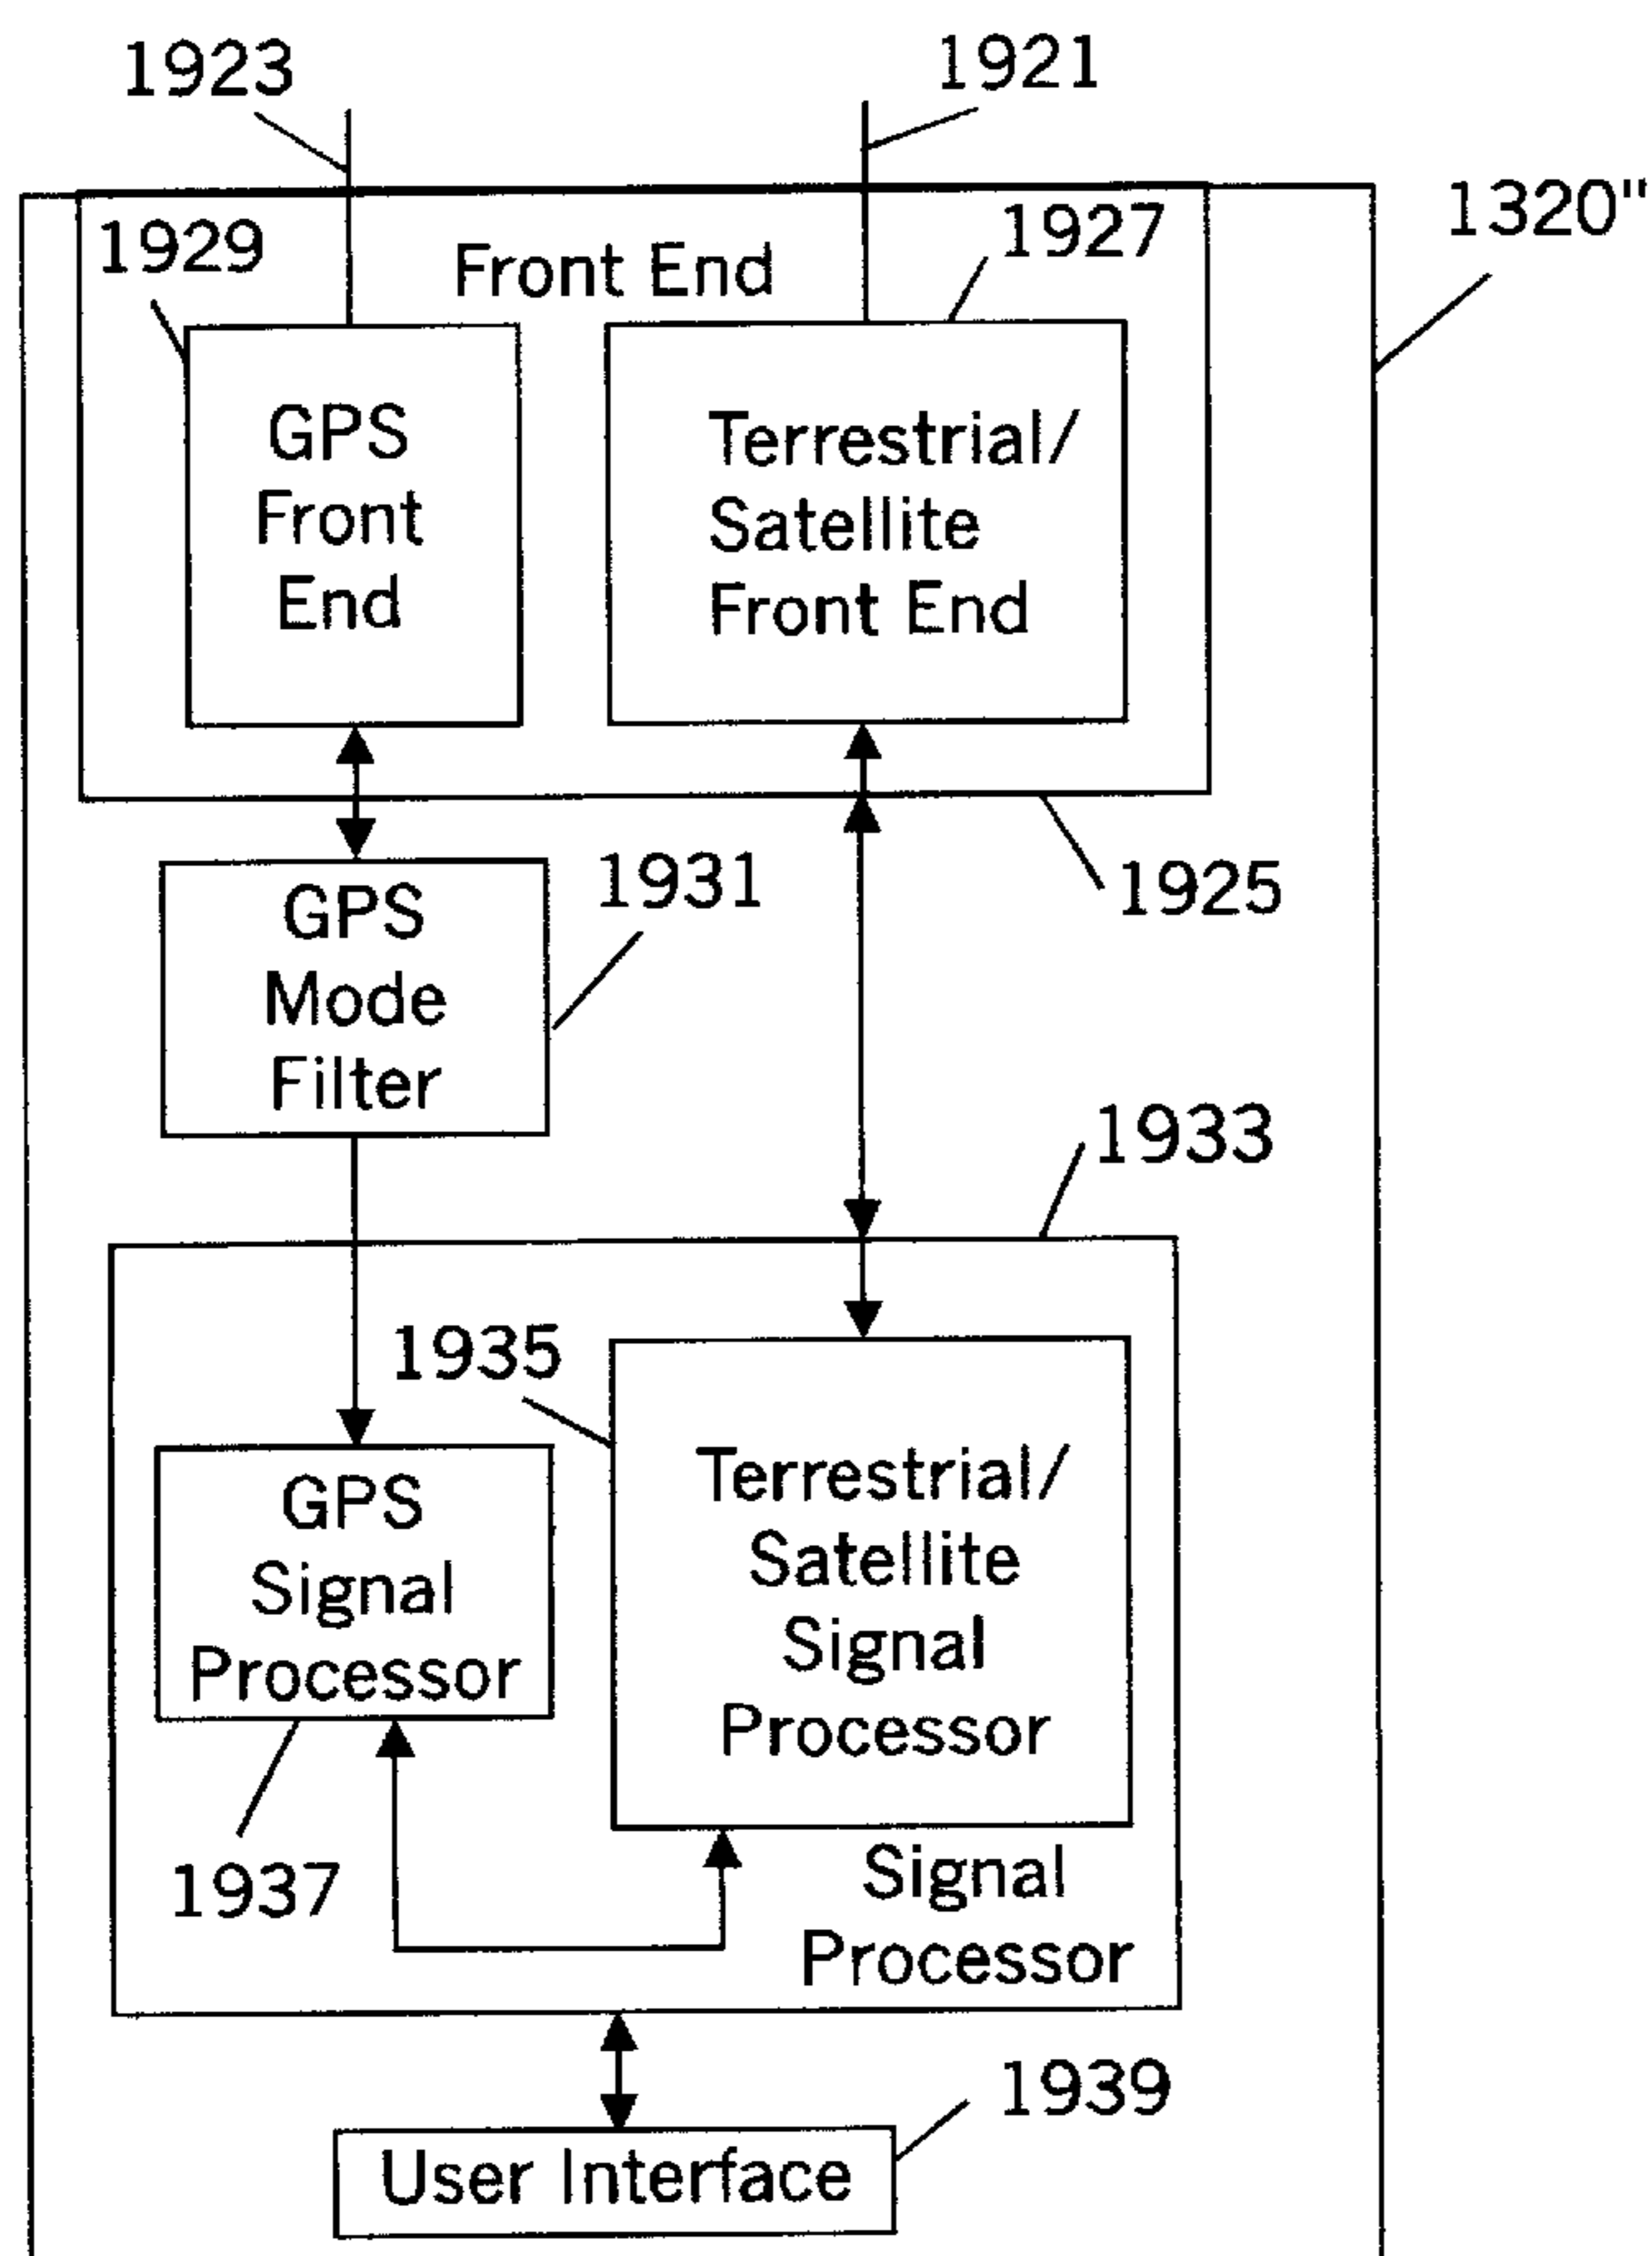 1923
1921
1320"
1929
Front End
1927
GPS
Front
End
Terrestrial/
Satellite
Front End
1925
GPS
Mode
Filter
1931
1933
1935
GPS
Signal
Processor
Terrestrial/
Satellite
Signal
Processor
1937
Signal
Processor
1939
User Interface